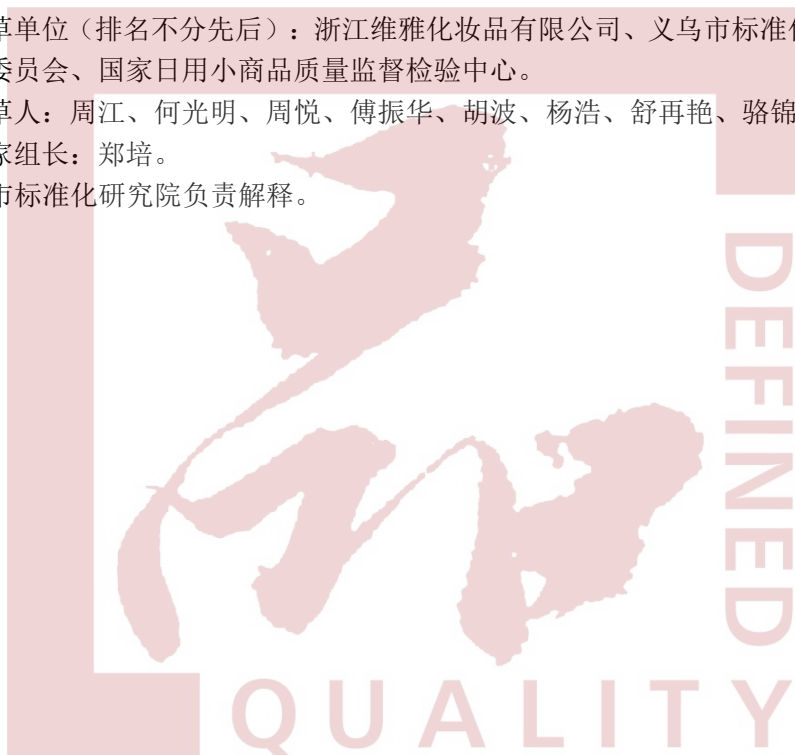 草单位（排名不分先后）：浙江维雅化妆品有限公司、义乌市标准化
委员会、国家日用小商品质量监督检验中心。
草人：周江、何光明、周悦、傅振华、胡波、杨浩、舒再艳、骆锦
家组长：郑培。
市标准化研究院负责解释。
品
DEFINED
QUALITY